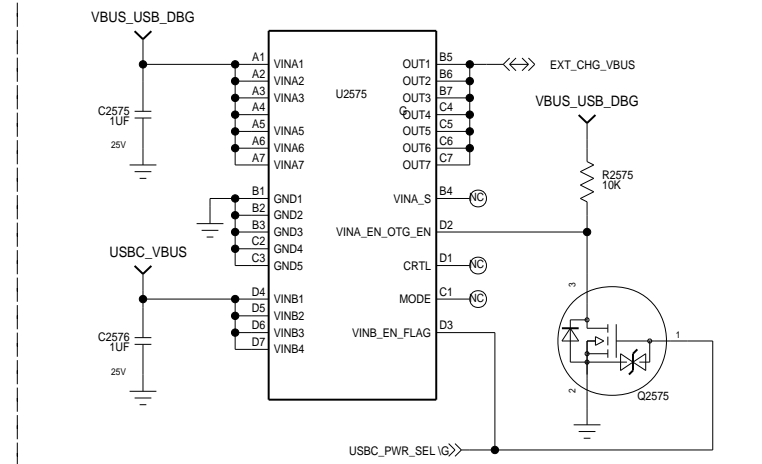 VBUS_USB_DBG
C2575
1UF
25V
A1 VINA1
A2 VINA2
A3 VINA3
A4
A5 VINA5
A6 VINA6
A7 VINA7
B1 GND1
B2 GND2
B3 GND3
C2 GND4
C3 GND5
USBC_VBUS
C2576
1UF
25V
D4 VINB1
D5 VINB2
D6 VINB3
D7 VINB4
U2575
G
OUT1 B5
OUT2 B6
OUT3 B7
OUT4 C4
OUT5 C5
OUT6 C6
OUT7 C7
VINA_S B4 NC
VINA_EN_OTG_EN D2
CRTL D1 NC
MODE C1 NC
VINB_EN_FLAG D3
EXT_CHG_VBUS
VBUS_USB_DBG
R2575
10K
3
1
2
Q2575
USBC_PWR_SEL \G